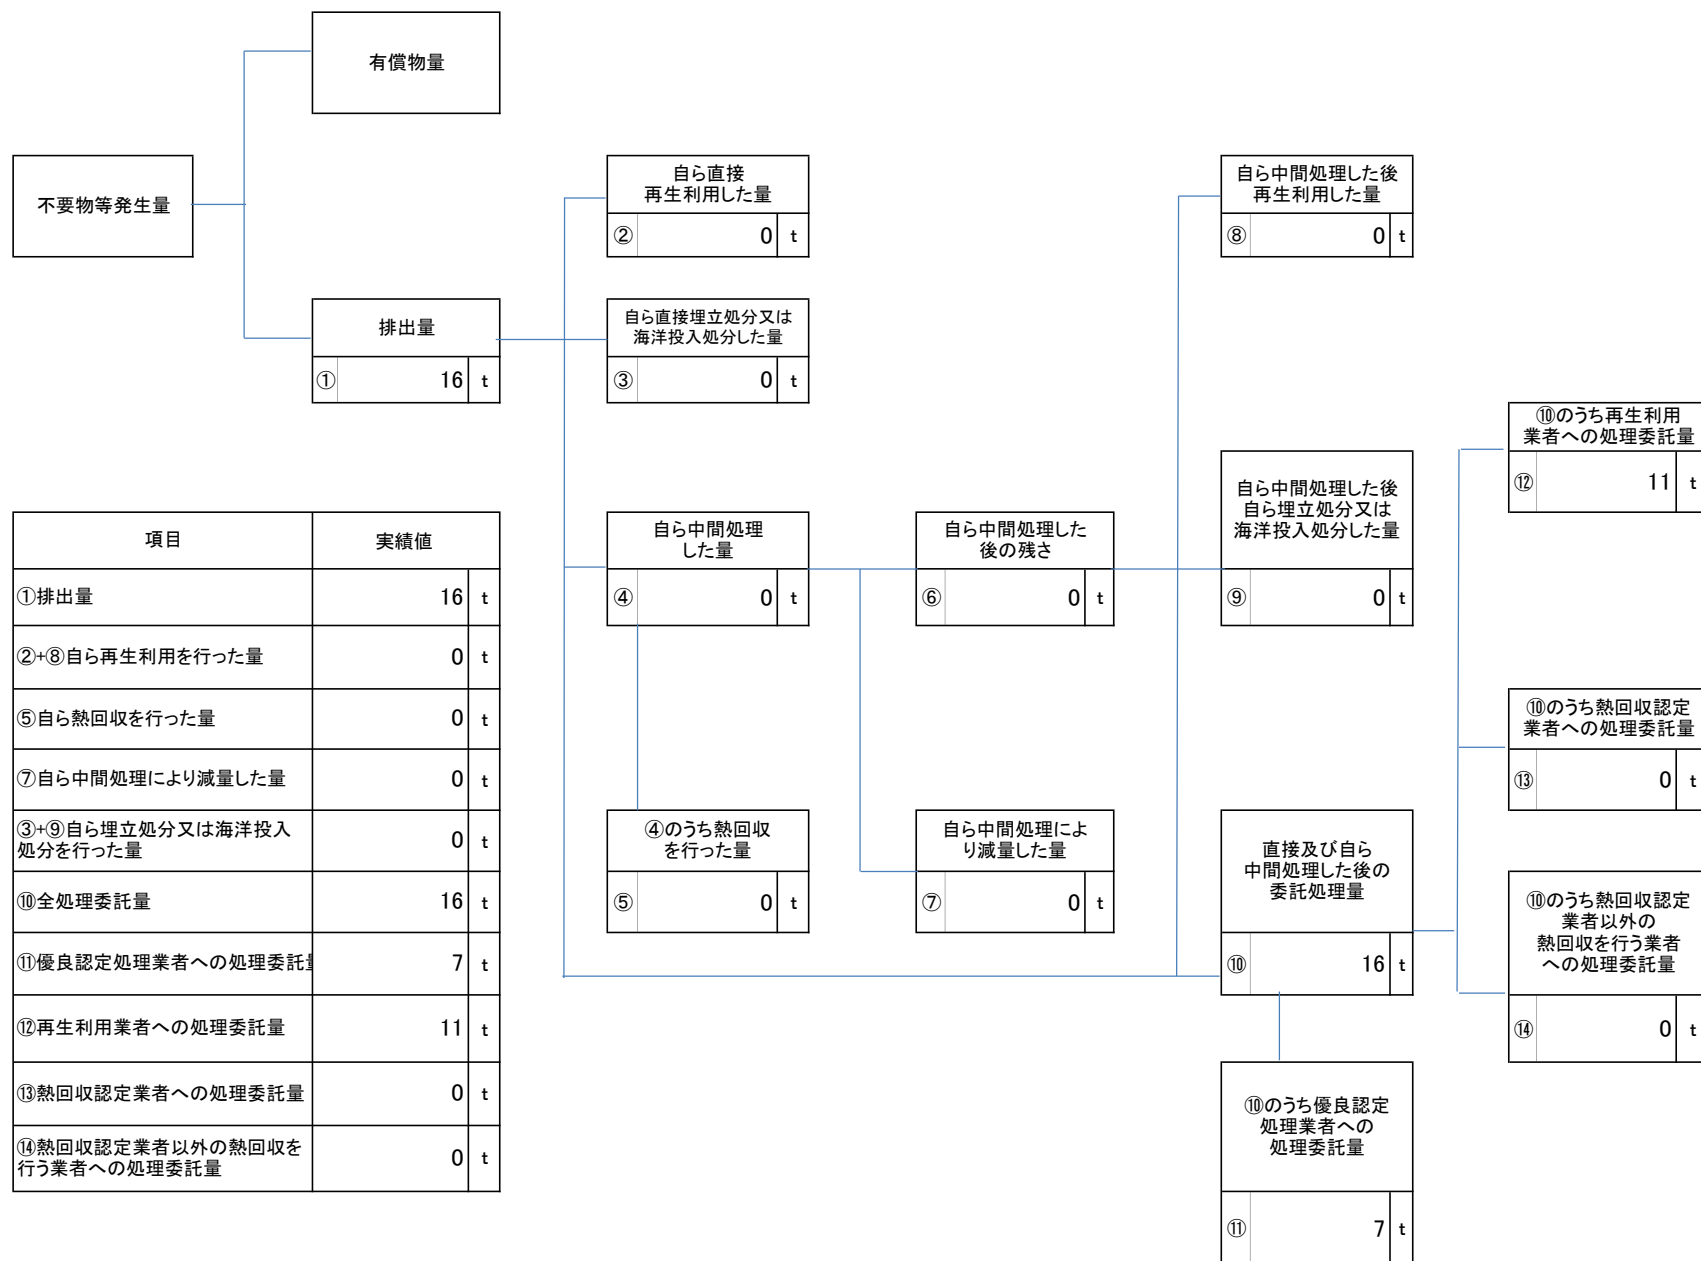 有償物量
不要物等発生量
排出量
① 16 t
自ら直接
再生利用した量
② 0 t
自ら直接埋立処分又は
海洋投入処分した量
③ 0 t
自ら中間処理
した量
④ 0 t
④のうち熱回収
を行った量
⑤ 0 t
自ら中間処理した
後の残さ
⑥ 0 t
自ら中間処理によ
り減量した量
⑦ 0 t
自ら中間処理した後
再生利用した量
⑧ 0 t
自ら中間処理した後
自ら埋立処分又は
海洋投入処分した量
⑨ 0 t
直接及び自ら
中間処理した後の
委託処理量
⑩ 16 t
⑩のうち優良認定
処理業者への
処理委託量
⑪ 7 t
⑩のうち再生利用
業者への処理委託量
⑫ 11 t
⑩のうち熱回収認定
業者への処理委託量
⑬ 0 t
⑩のうち熱回収認定
業者以外の
熱回収を行う業者
への処理委託量
⑭ 0 t
項目 実績値
①排出量 16 t
②+⑧自ら再生利用を行った量 0 t
⑤自ら熱回収を行った量 0 t
⑦自ら中間処理により減量した量 0 t
③+⑨自ら埋立処分又は海洋投入
処分を行った量 0 t
⑩全処理委託量 16 t
⑪優良認定処理業者への処理委託 7 t
⑫再生利用業者への処理委託量 11 t
⑬熱回収認定業者への処理委託量 0 t
⑭熱回収認定業者以外の熱回収を
行う業者への処理委託量 0 t